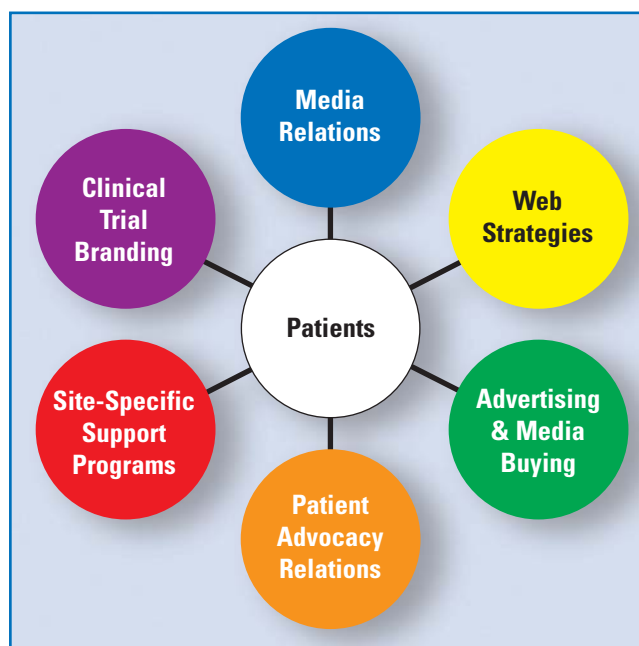 Media
Relations
Clinical
Trial
Branding
Web
Strategies
Patients
Site-Specific
Support
Programs
Advertising
& Media
Buying
Patient
Advocacy
Relations